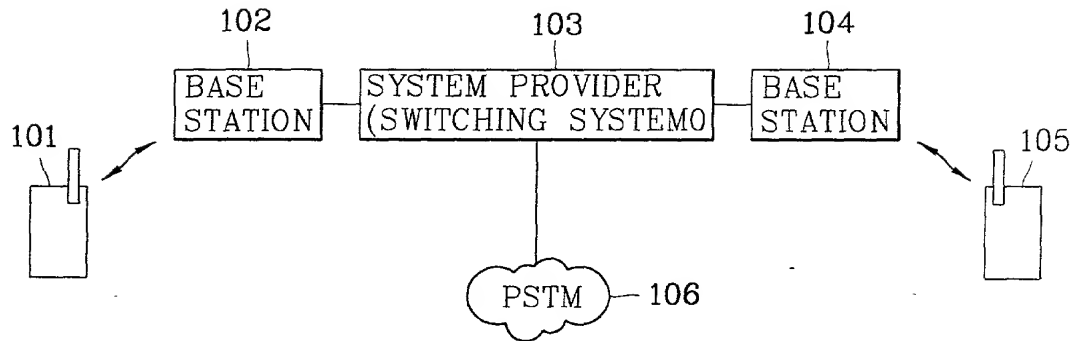 102
103
104
BASE
STATION
SYSTEM PROVIDER
(SWITCHING SYSTEMO
BASE
STATION
101
105
PSTM
106